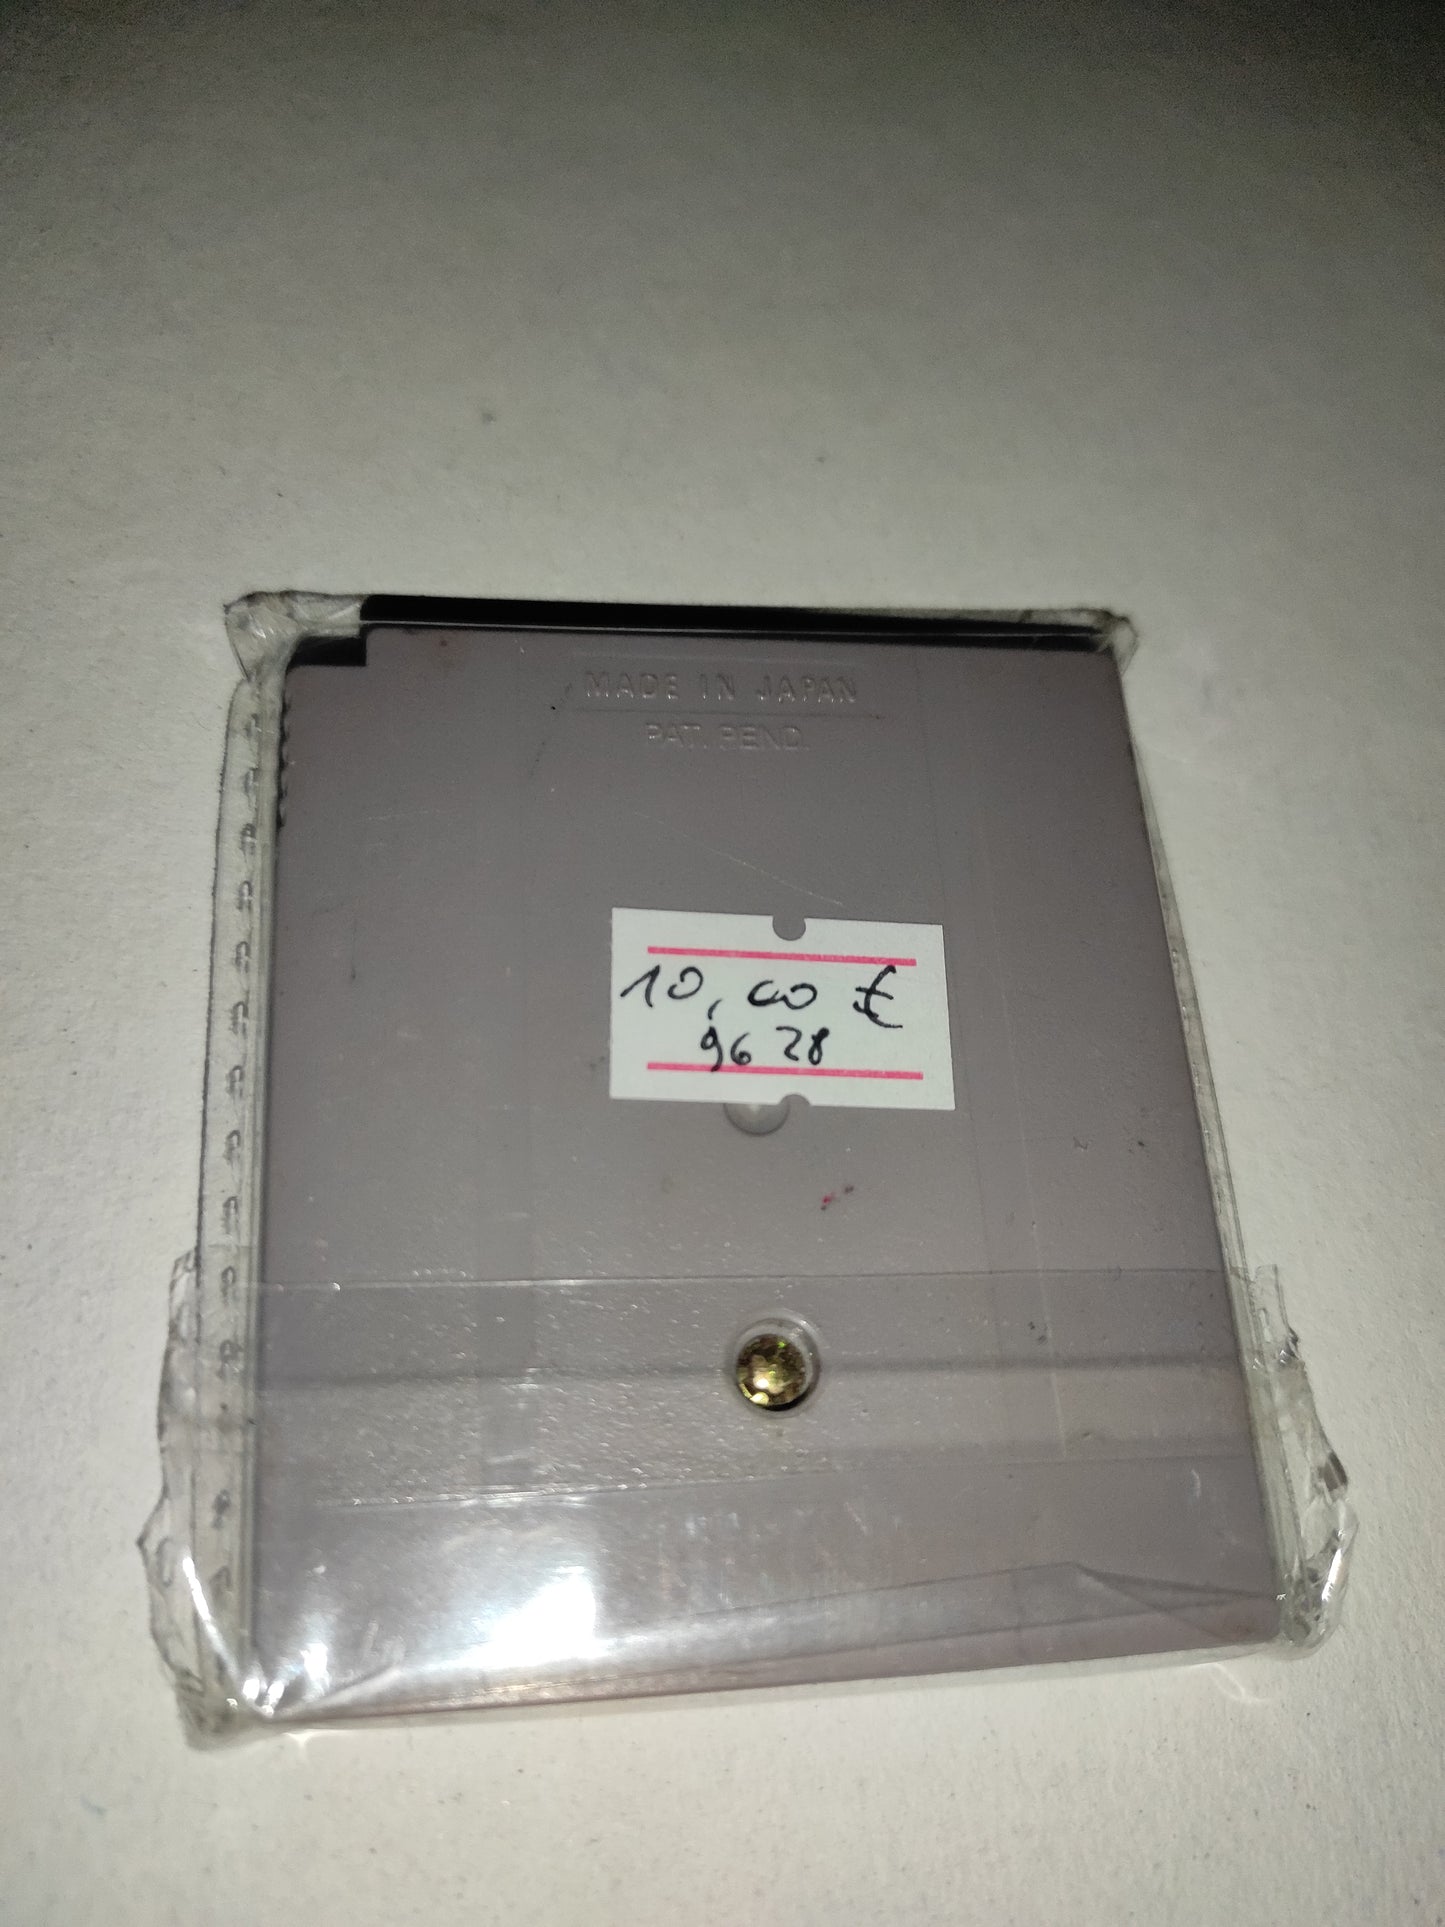 MADE IN JAPAN
PAT. PEND.
10,00 €
9628